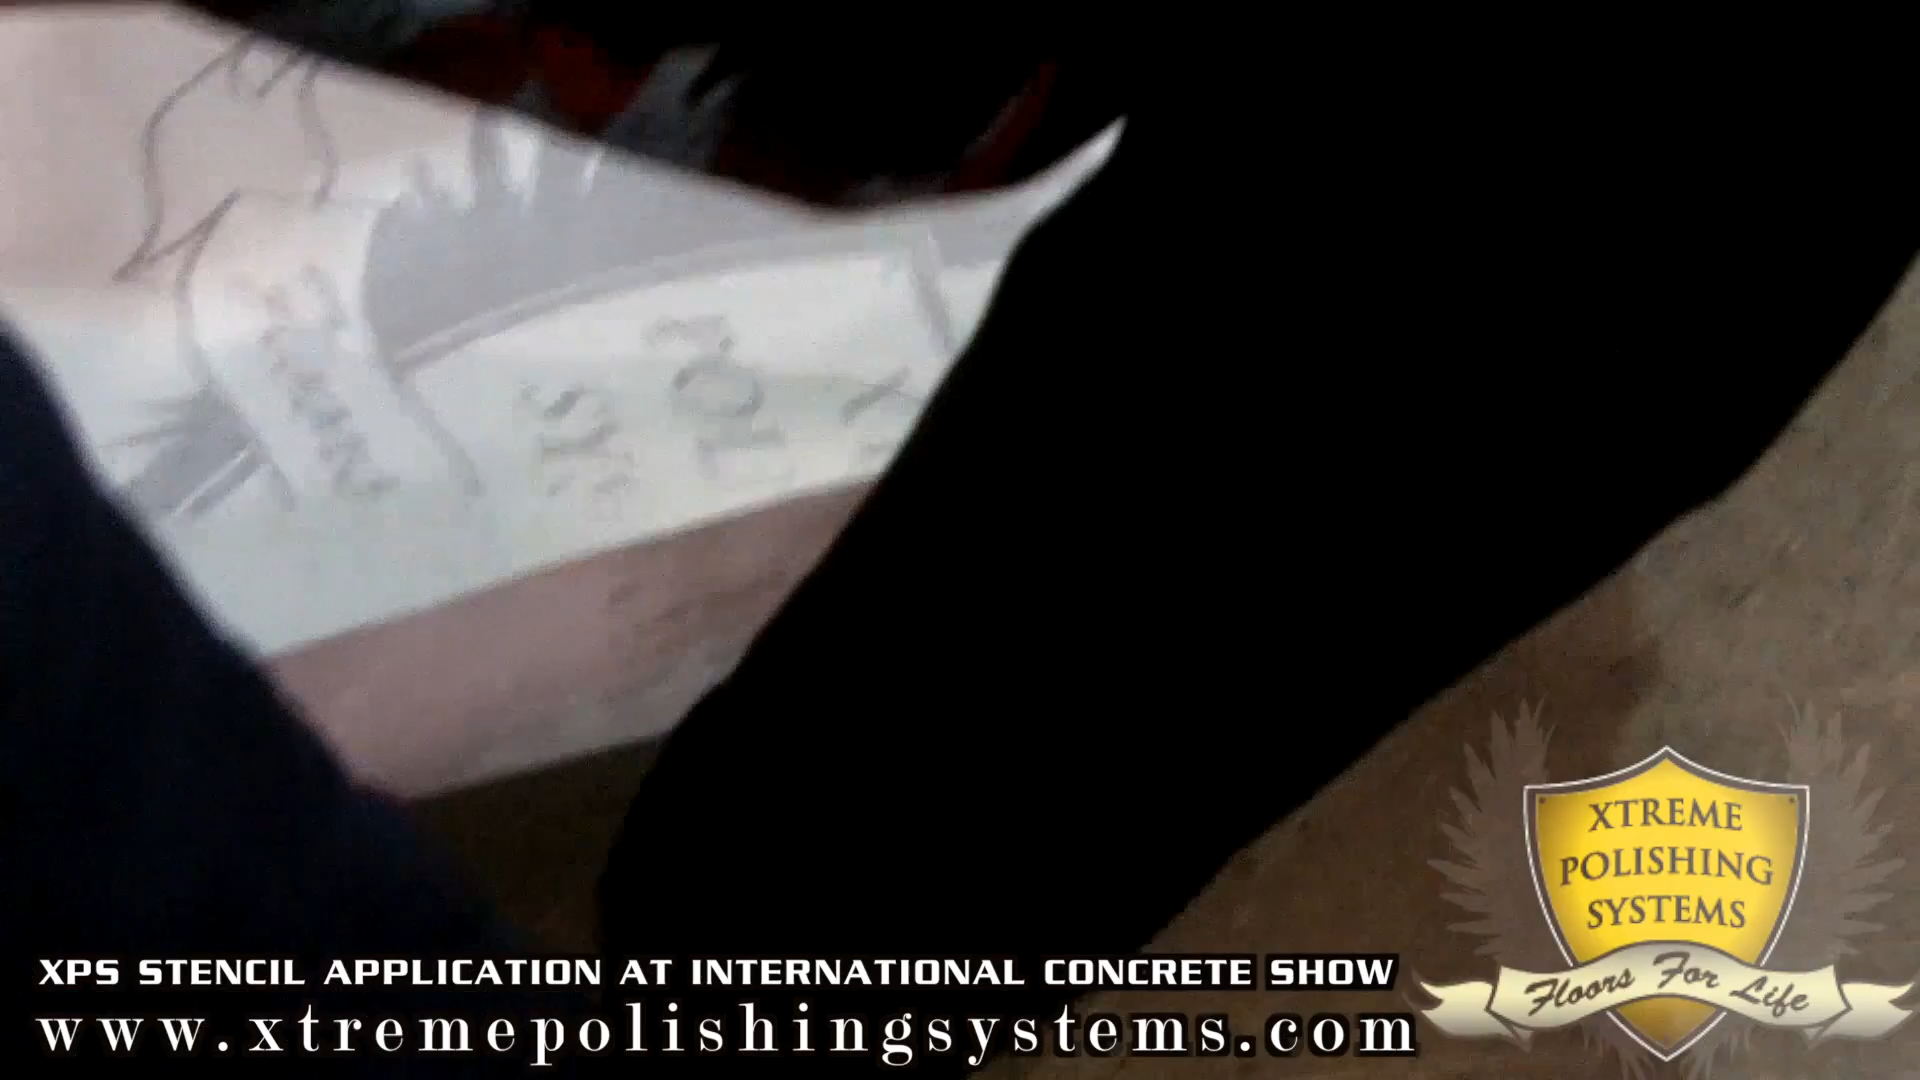 XTREME
POLISHING
SYSTEMS
Floors For Life
XPS STENCIL APPLICATION AT INTERNATIONAL CONCRETE SHOW
www.xtremepolishingsystems.com